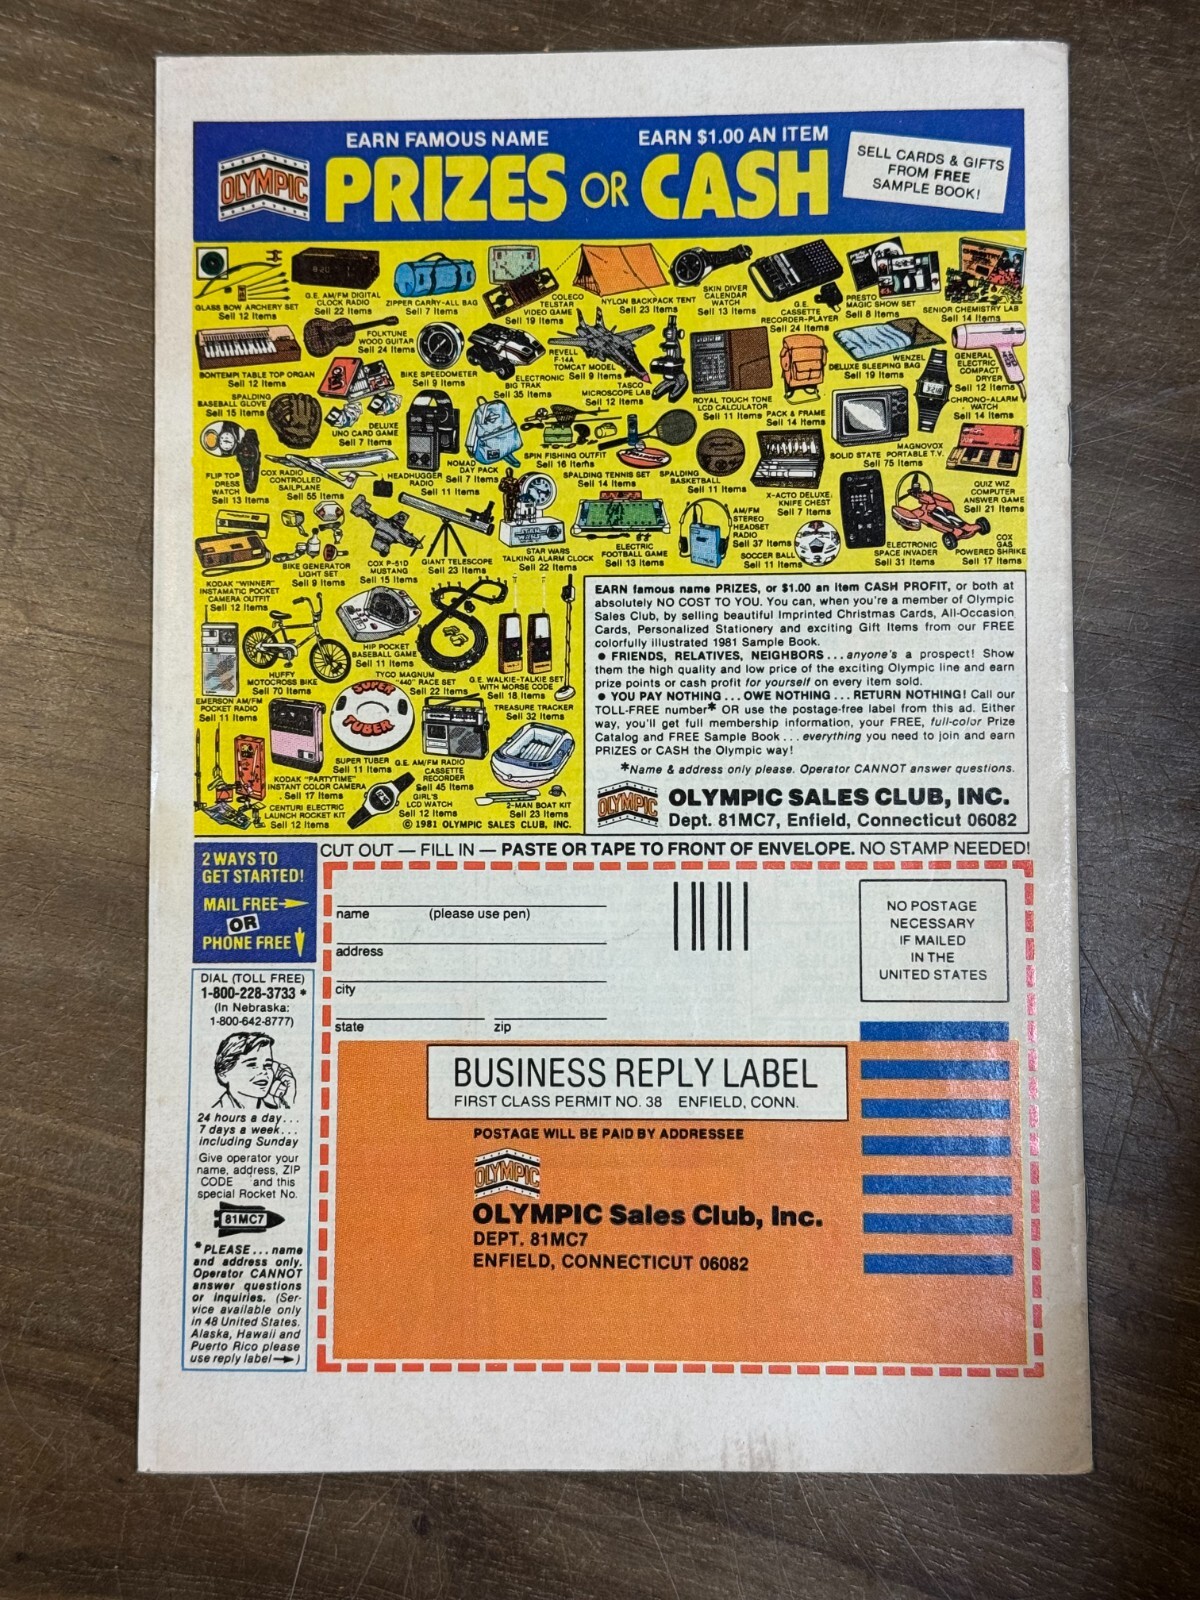 EARN FAMOUS NAME
PRIZES OR CASH
EARN $1.00 AN ITEM
OLYMPIC
SELL CARDS & GIFTS
FROM FREE
SAMPLE BOOK!
GLASS BOW ARCHERY SET
Sell 12 Items
G.E. AM/FM DIGITAL
CLOCK RADIO
Sell 22 Items
ZIPPER CARRY-ALL BAG
Sell 7 Items
COLECO
TELSTAR
VIDEO GAME
Sell 19 Items
NYLON BACKPACK TENT
Sell 23 Items
SKIN DIVER
CALENDAR
WATCH
Sell 13 Items
G.E.
CASSETTE
RECORDER-PLAYER
Sell 24 Items
PRESTO
MAGIC SHOW SET
Sell 8 Items
SENIOR CHEMISTRY LAB
Sell 14 Items
BONTEMPI TABLE TOP ORGAN
Sell 12 Items
FOLKTUNE
WOOD GUITAR
Sell 24 Items
BIKE SPEEDOMETER
Sell 9 Items
ELECTRONIC
BIG TRAK
Sell 35 Items
REVELL
F-14A
TOMCAT MODEL
Sell 9 Items
TASCO
MICROSCOPE LAB
Sell 12 Items
ROYAL TOUCH TONE
LCD CALCULATOR
Sell 11 Items
PACK & FRAME
Sell 14 Items
WENZEL
DELUXE SLEEPING BAG
Sell 19 Items
GENERAL
ELECTRIC
COMPACT
DRYER
Sell 12 Items
SPALDING
BASEBALL GLOVE
Sell 15 Items
DELUXE
UNO CARD GAME
Sell 7 Items
HEADHUGGER
RADIO
Sell 11 Items
NOMAD
DAY PACK
Sell 7 Items
SPIN FISHING OUTFIT
Sell 16 Items
SPALDING TENNIS SET
Sell 14 Items
SPALDING
BASKETBALL
Sell 11 Items
X-ACTO DELUXE
KNIFE CHEST
Sell 7 Items
MAGNOVOX
SOLID STATE PORTABLE T.V.
Sell 75 Items
CHRONO-ALARM
WATCH
Sell 14 Items
FLIP TOP
DRESS
WATCH
Sell 13 Items
COX RADIO
CONTROLLED
SAILPLANE
Sell 55 Items
QUIZ WIZ
COMPUTER
ANSWER GAME
Sell 21 Items
KODAK "WINNER"
INSTAMATIC POCKET
CAMERA OUTFIT
Sell 12 Items
BIKE GENERATOR
LIGHT SET
Sell 9 Items
COX P-51D
MUSTANG
Sell 15 Items
GIANT TELESCOPE
Sell 23 Items
STAR WARS
TALKING ALARM CLOCK
Sell 22 Items
ELECTRIC
FOOTBALL GAME
Sell 13 Items
AM/FM
STEREO
HEADSET
RADIO
Sell 37 Items
SOCCER BALL
Sell 11 Items
ELECTRONIC
SPACE INVADER
Sell 31 Items
COX
GAS
POWERED SHRIKE
Sell 17 Items
EMERSON AM/FM
POCKET RADIO
Sell 11 Items
HUFFY
MOTOCROSS BIKE
Sell 70 Items
HIP POCKET
BASEBALL GAME
Sell 11 Items
TYCO MAGNUM
"440" RACE SET
Sell 22 Items
G.E. WALKIE-TALKIE SET
WITH MORSE CODE
Sell 18 Items
TREASURE TRACKER
Sell 32 Items
SUPER
TUBER
SUPER TUBER
Sell 11 Items
KODAK "PARTYTIME"
INSTANT COLOR CAMERA
Sell 17 Items
CENTURI ELECTRIC
LAUNCH ROCKET KIT
Sell 12 Items
G.E. AM/FM RADIO
CASSETTE
RECORDER
Sell 45 Items
GIRL'S
LCD WATCH
Sell 12 Items
2-MAN BOAT KIT
Sell 23 Items
© 1981 OLYMPIC SALES CLUB, INC.
EARN famous name PRIZES, or $1.00 an item CASH PROFIT, or both at
absolutely NO COST TO YOU. You can, when you're a member of Olympic
Sales Club, by selling beautiful Imprinted Christmas Cards, All-Occasion
Cards, Personalized Stationery and exciting Gift Items from our FREE
colorfully illustrated 1981 Sample Book.
• FRIENDS, RELATIVES, NEIGHBORS...anyone's a prospect! Show
them the high quality and low price of the exciting Olympic line and earn
prize points or cash profit for yourself on every item sold.
• YOU PAY NOTHING...OWE NOTHING...RETURN NOTHING! Call our
TOLL-FREE number* OR use the postage-free label from this ad. Either
way, you'll get full membership information, your FREE, full-color Prize
Catalog and FREE Sample Book...everything you need to join and earn
PRIZES or CASH the Olympic way!
*Name & address only please. Operator CANNOT answer questions.
OLYMPIC
OLYMPIC SALES CLUB, INC.
Dept. 81MC7, Enfield, Connecticut 06082
2 WAYS TO
GET STARTED!
MAIL FREE
OR
PHONE FREE
CUT OUT — FILL IN — PASTE OR TAPE TO FRONT OF ENVELOPE. NO STAMP NEEDED!
name (please use pen)
address
city
state zip
NO POSTAGE
NECESSARY
IF MAILED
IN THE
UNITED STATES
DIAL (TOLL FREE)
1-800-228-3733 *
(In Nebraska:
1-800-642-8777)
24 hours a day...
7 days a week...
including Sunday
Give operator your
name, address, ZIP
CODE and this
special Rocket No.
81MC7
*PLEASE...name
and address only.
Operator CANNOT
answer questions
or inquiries. (Ser-
vice available only
in 48 United States.
Alaska, Hawaii and
Puerto Rico please
use reply label →)
BUSINESS REPLY LABEL
FIRST CLASS PERMIT NO. 38 ENFIELD, CONN.
POSTAGE WILL BE PAID BY ADDRESSEE
OLYMPIC
OLYMPIC Sales Club, Inc.
DEPT. 81MC7
ENFIELD, CONNECTICUT 06082